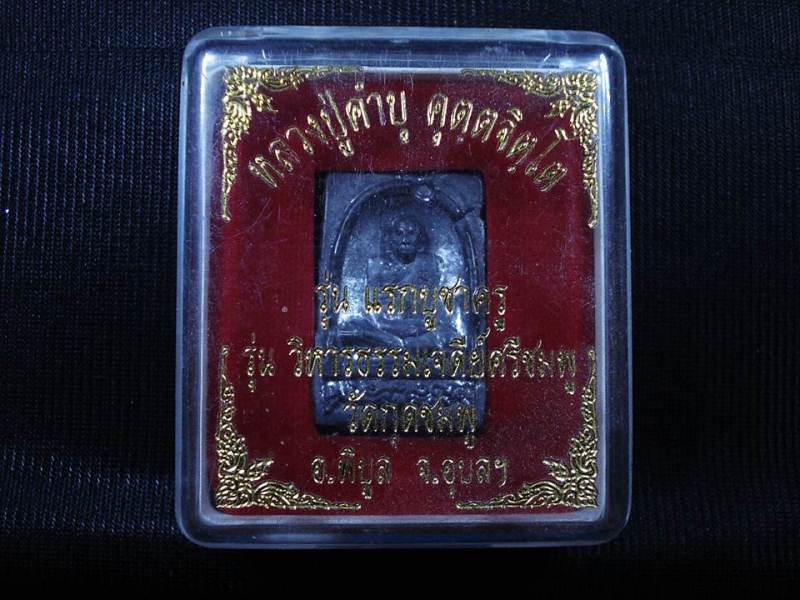 หลวงปู่คำบุ คุตฺตจิตฺโต
รุ่น แรกบูชาครู
รุ่น วิหารธรรมเจดีย์ศรีชมพู
วัดกุดชมพู
อ.พิบูล จ.อุบลฯ